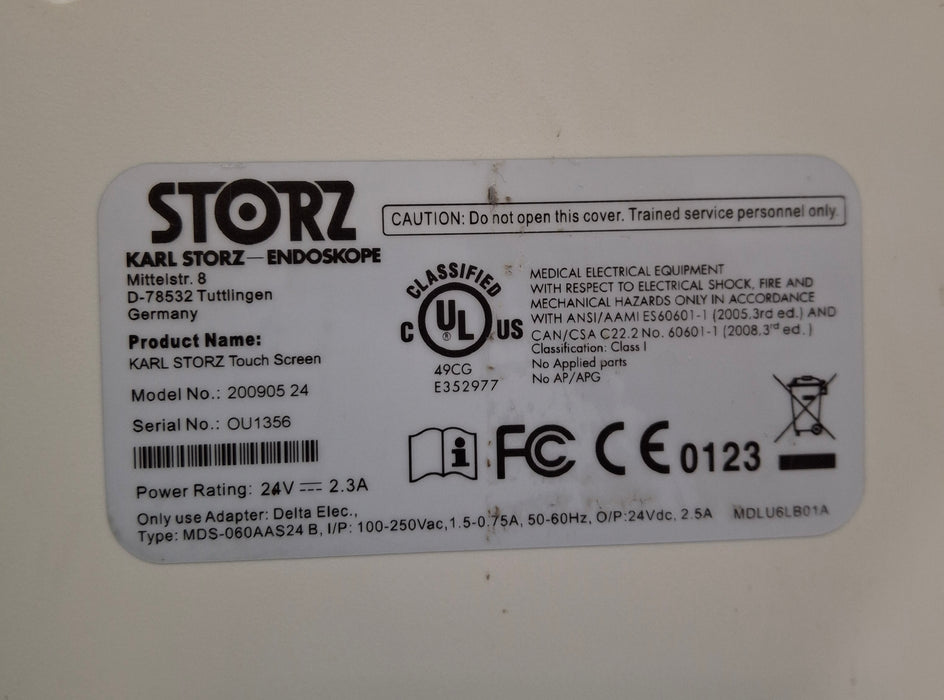 STORZ
KARL STORZ — ENDOSKOPE
Mittelstr. 8
D-78532 Tuttlingen
Germany
Product Name:
KARL STORZ Touch Screen
Model No.: 200905 24
Serial No.: OU1356
Power Rating: 24V ⎓ 2.3A
Only use Adapter: Delta Elec.,
Type: MDS-060AAS24 B, I/P: 100-250Vac,1.5-0.75A, 50-60Hz, O/P:24Vdc, 2.5A
MDLU6LB01A
CAUTION: Do not open this cover. Trained service personnel only.
CLASSIFIED
C UL® US
49CG
E352977
MEDICAL ELECTRICAL EQUIPMENT
WITH RESPECT TO ELECTRICAL SHOCK, FIRE AND
MECHANICAL HAZARDS ONLY IN ACCORDANCE
WITH ANSI/AAMI ES60601-1 (2005.3rd ed.) AND
CAN/CSA C22.2 No. 60601-1 (2008.3rd ed.)
Classification: Class I
No Applied parts
No AP/APG
i FC CE 0123